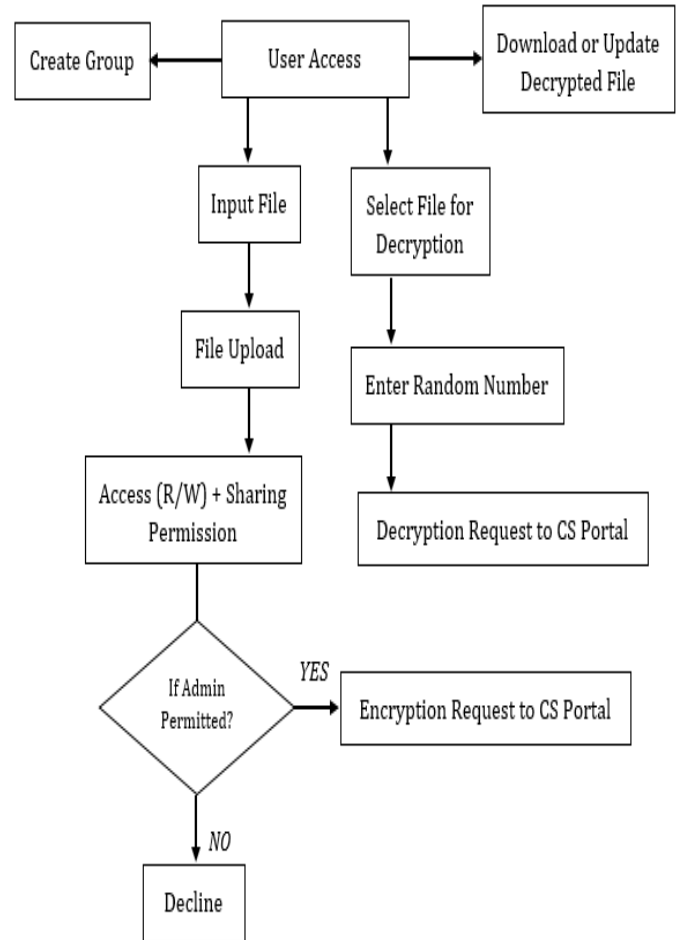 Create Group
User Access
Download or Update
Decrypted File
Input File
Select File for
Decryption
File Upload
Enter Random Number
Access (R/W) + Sharing
Permission
Decryption Request to CS Portal
If Admin
Permitted?
YES
Encryption Request to CS Portal
NO
Decline